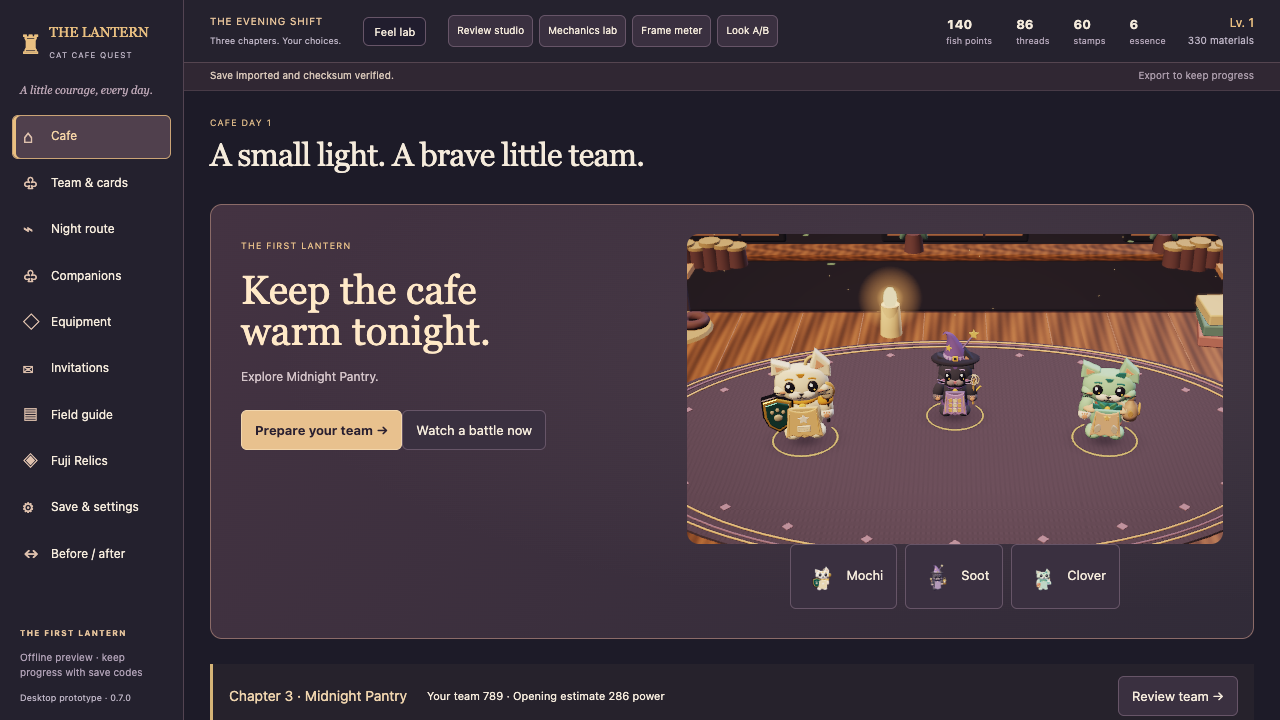 THE LANTERN
CAT CAFE QUEST
A little courage, every day.
Cafe
Team & cards
Night route
Companions
Equipment
Invitations
Field guide
Fuji Relics
Save & settings
Before / after
THE FIRST LANTERN
Offline preview · keep
progress with save codes
Desktop prototype · 0.7.0
THE EVENING SHIFT
Three chapters. Your choices.
Feel lab
Review studio
Mechanics lab
Frame meter
Look A/B
140
fish points
86
threads
60
stamps
6
essence
Lv. 1
330 materials
Save imported and checksum verified.
Export to keep progress
CAFE DAY 1
A small light. A brave little team.
THE FIRST LANTERN
Keep the cafe
warm tonight.
Explore Midnight Pantry.
Prepare your team →
Watch a battle now
Mochi
Soot
Clover
Chapter 3 · Midnight Pantry
Your team 789 · Opening estimate 286 power
Review team →